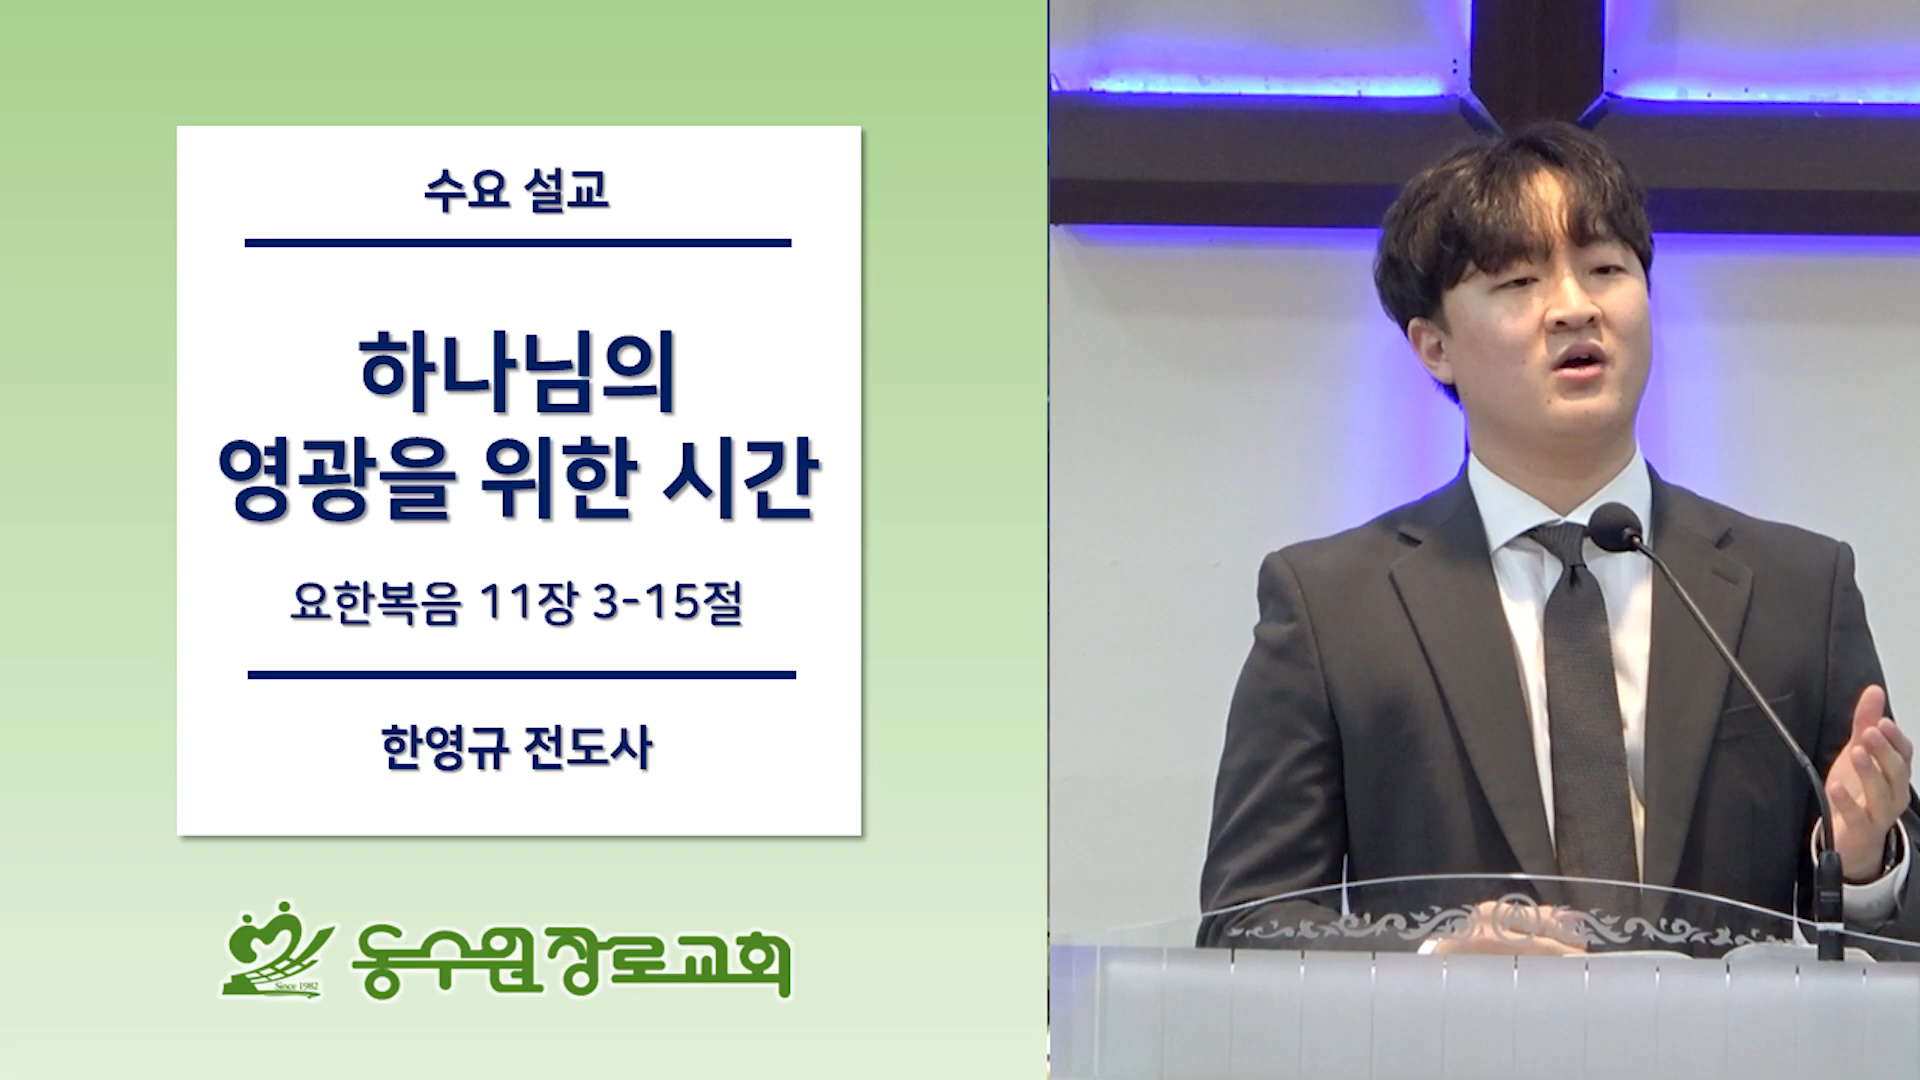 수요 설교
하나님의
영광을 위한 시간
요한복음 11장 3-15절
한영규 전도사
Since 1982
동수원장로교회